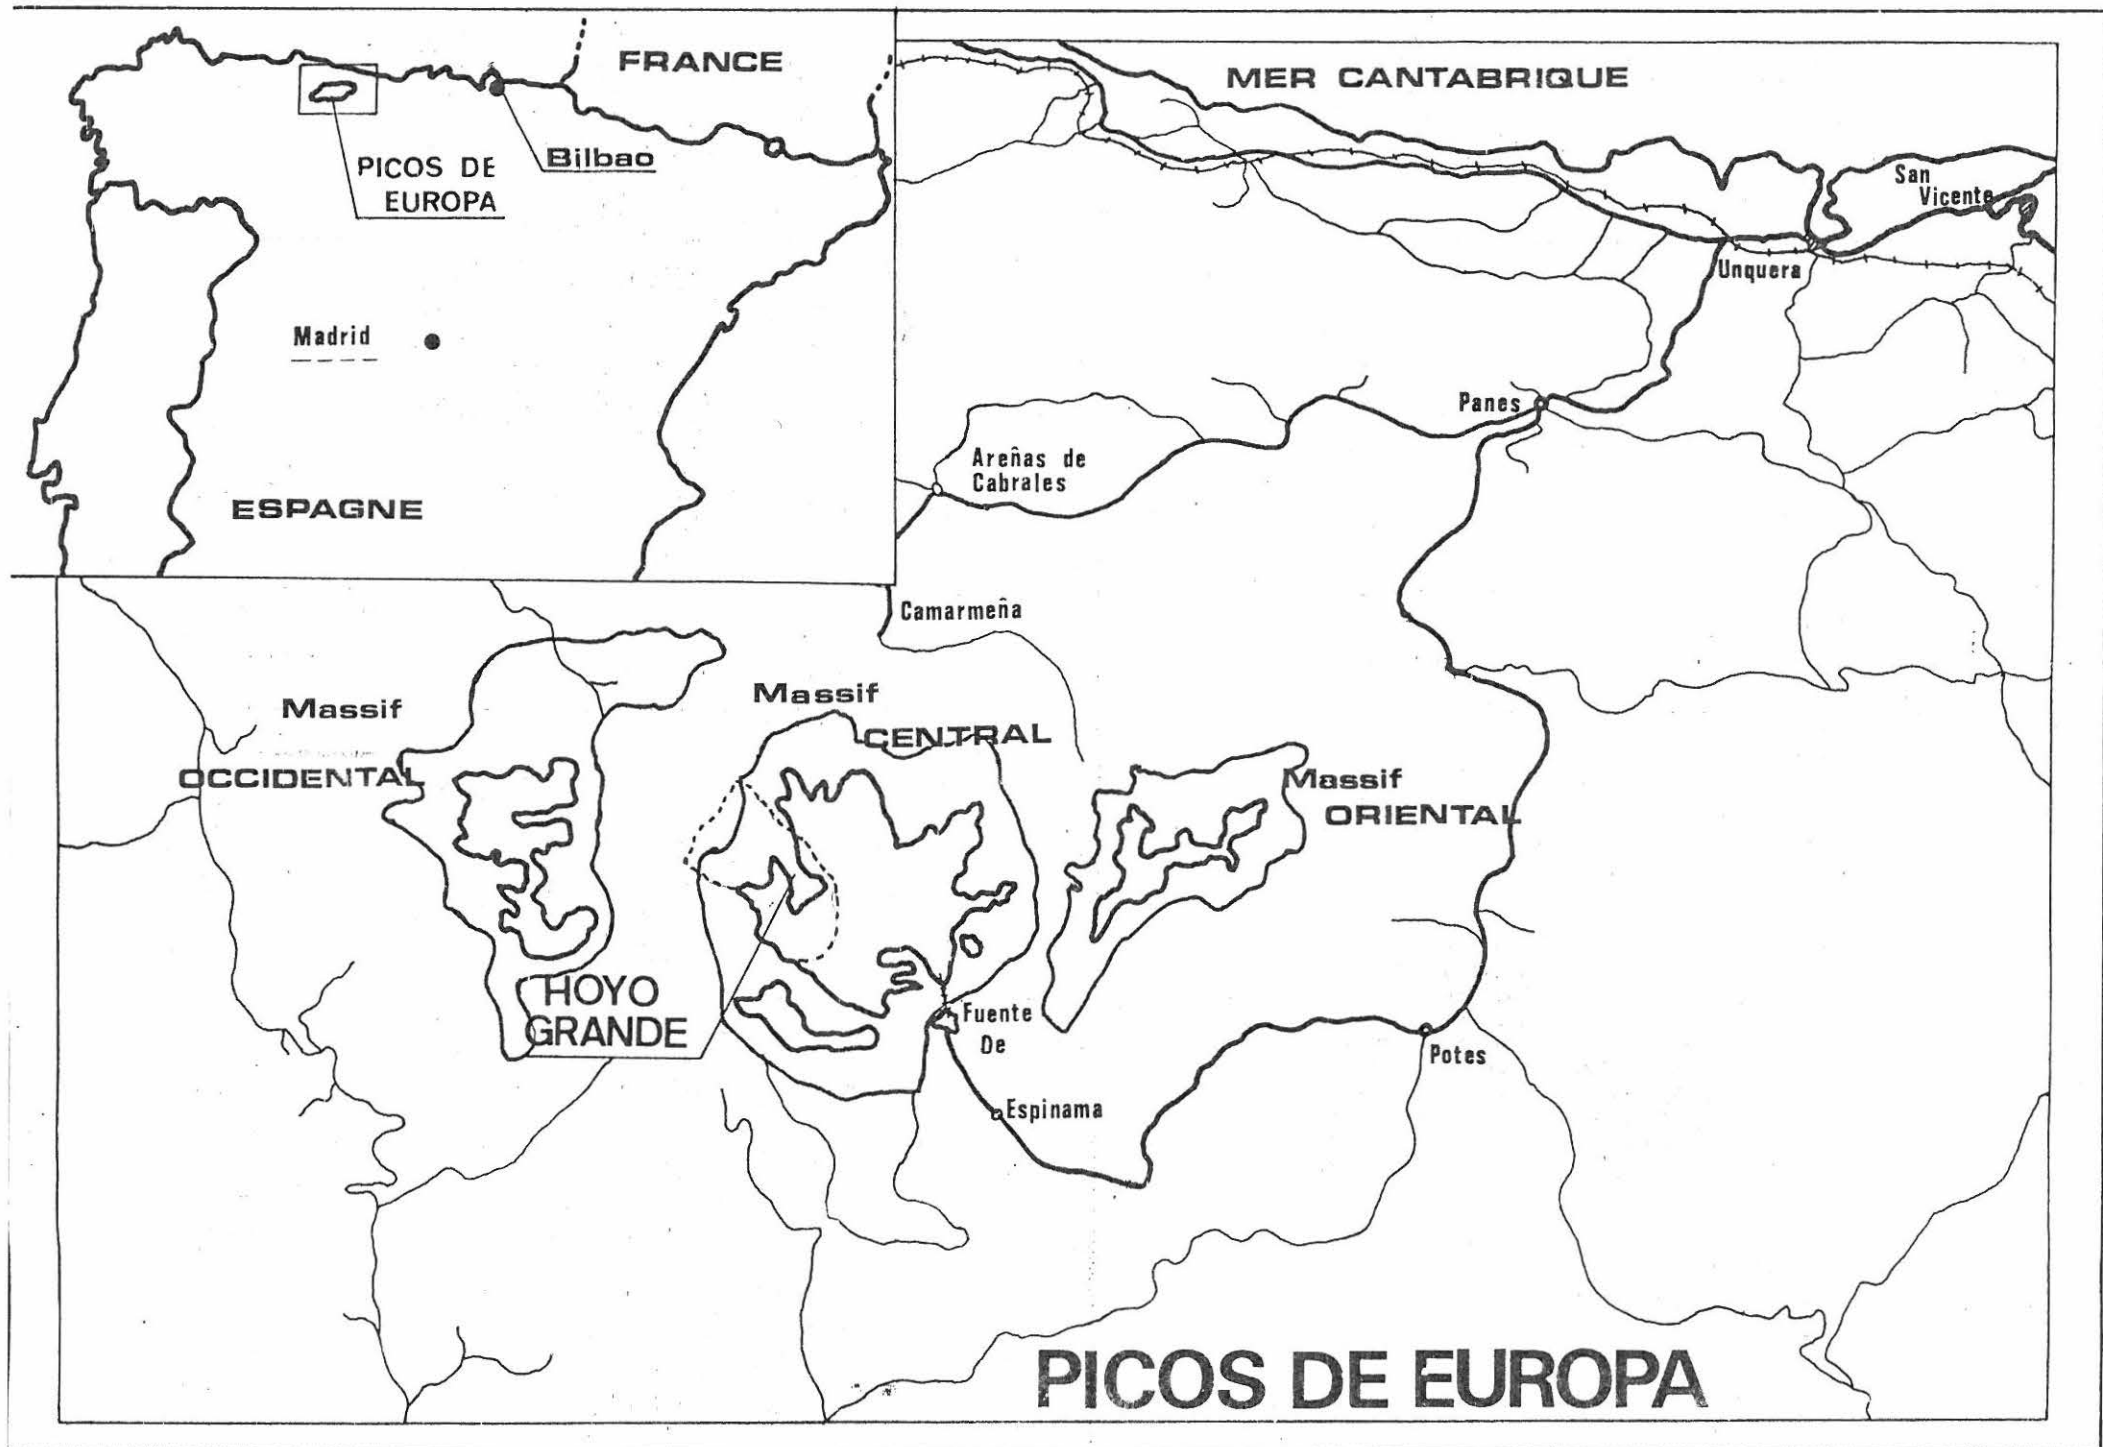 FRANCE
PICOS DE
EUROPA
Bilbao
Madrid
ESPAGNE
MER CANTABRIQUE
San
Vicente
Unquera
Panes
Areñas de
Cabrales
Camarmeña
Massif
OCCIDENTAL
Massif
CENTRAL
Massif
ORIENTAL
HOYO
GRANDE
Fuente
De
Espinama
Potes
PICOS DE EUROPA